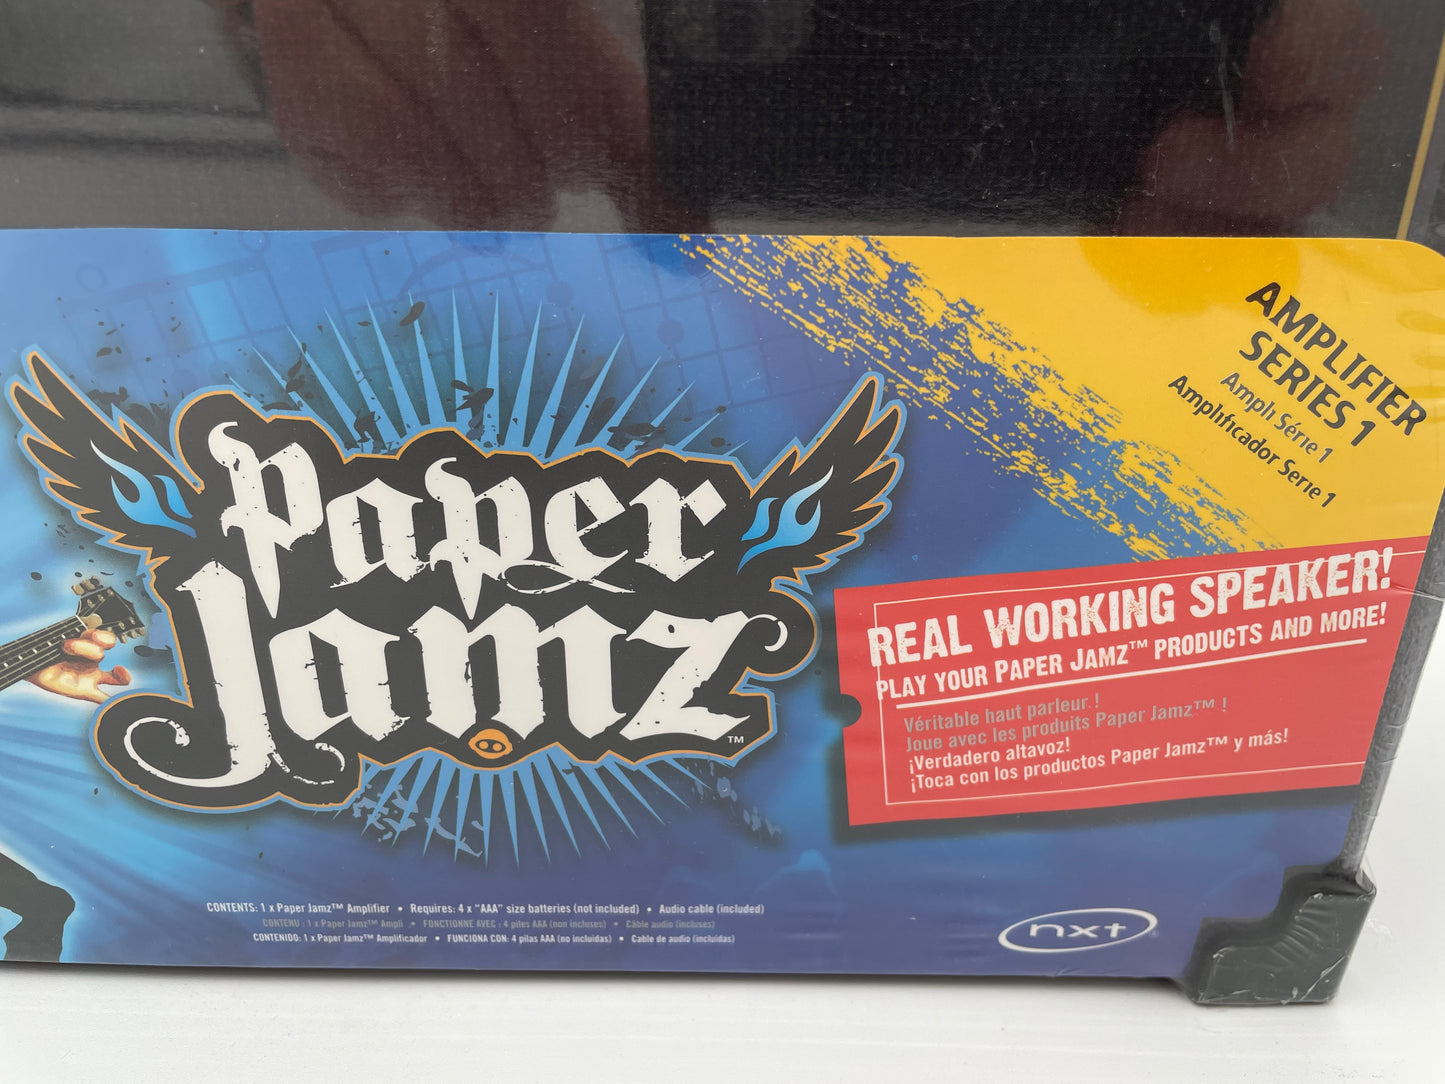 AMPLIFIER
SERIES 1
Ampli Série 1
Amplificador Serie 1
Paper
Jamz™
REAL WORKING SPEAKER!
PLAY YOUR PAPER JAMZ™ PRODUCTS AND MORE!
Véritable haut parleur !
Joue avec les produits Paper Jamz™ !
¡Verdadero altavoz!
¡Toca con los productos Paper Jamz™ y más!
CONTENTS: 1 x Paper Jamz™ Amplifier • Requires: 4 x "AAA" size batteries (not included) • Audio cable (included)
CONTENU : 1 x Paper Jamz™ Ampli • FONCTIONNE AVEC : 4 piles AAA (non incluses) • Câble audio (incluses)
CONTENIDO: 1 x Paper Jamz™ Amplificador • FUNCIONA CON: 4 pilas AAA (no incluidas) • Cable de audio (incluidas)
nxt®